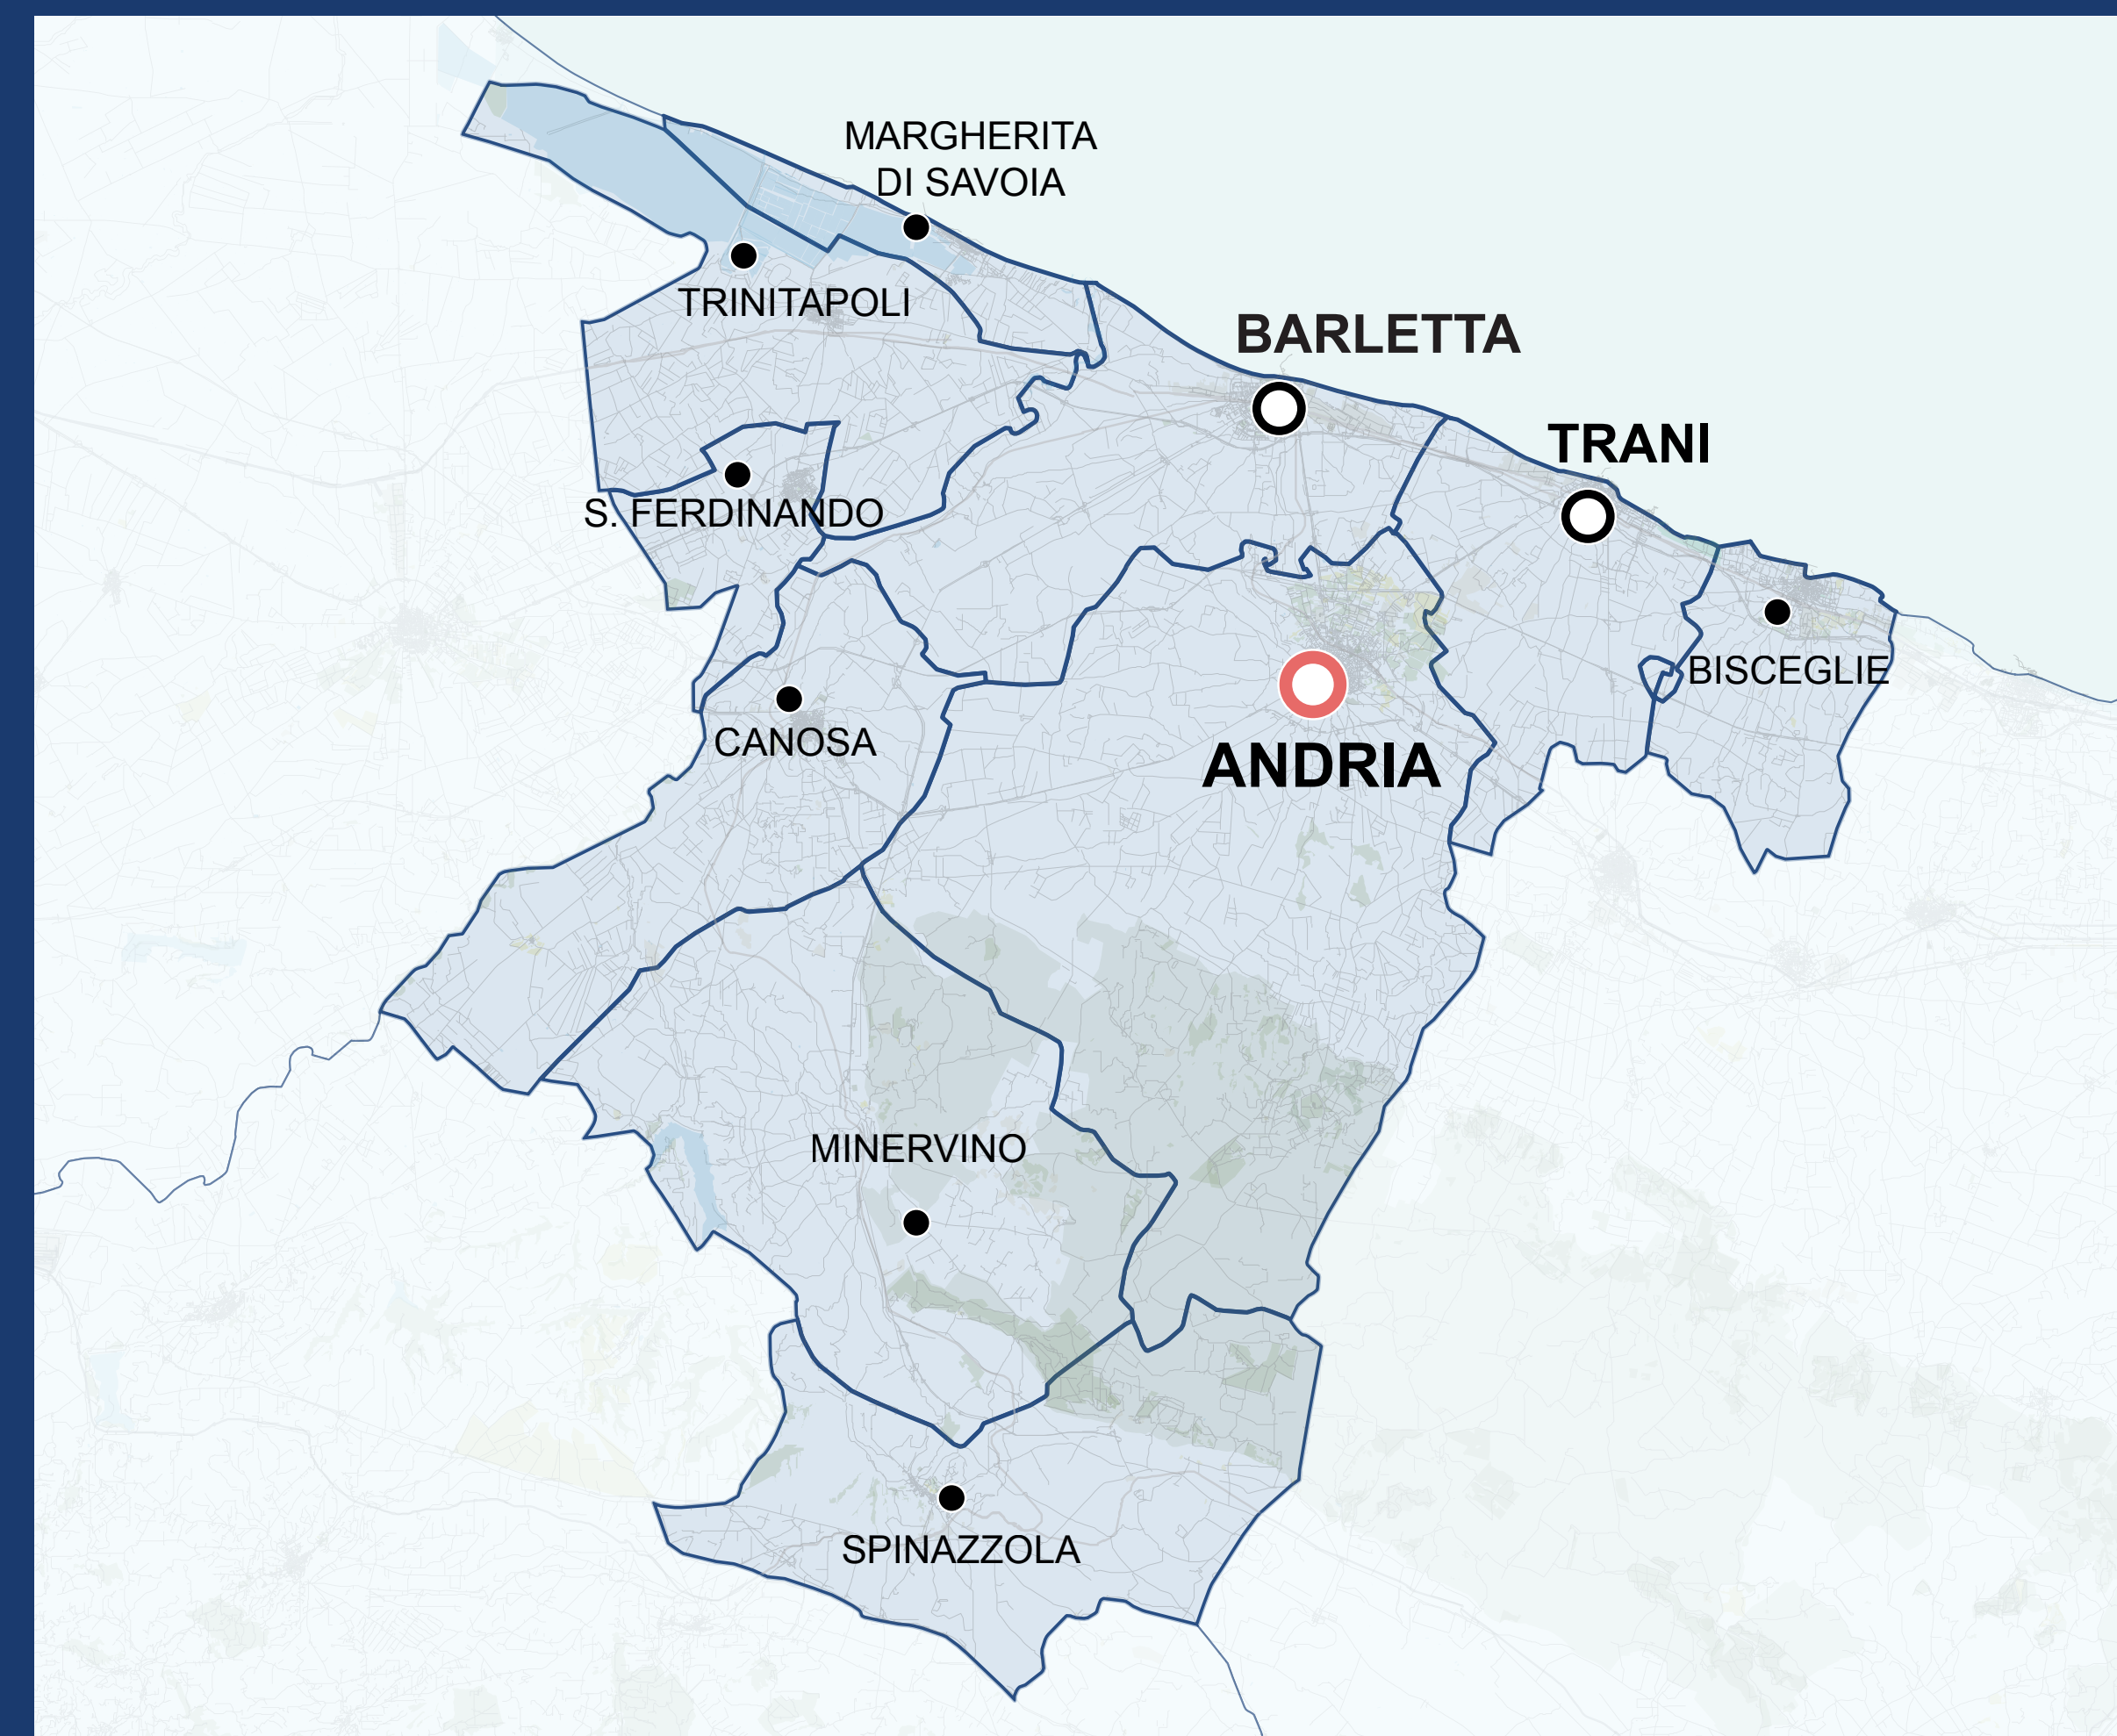 MARGHERITA
DI SAVOIA
TRINITAPOLI
BARLETTA
TRANI
S. FERDINANDO
BISCEGLIE
CANOSA
ANDRIA
MINERVINO
SPINAZZOLA